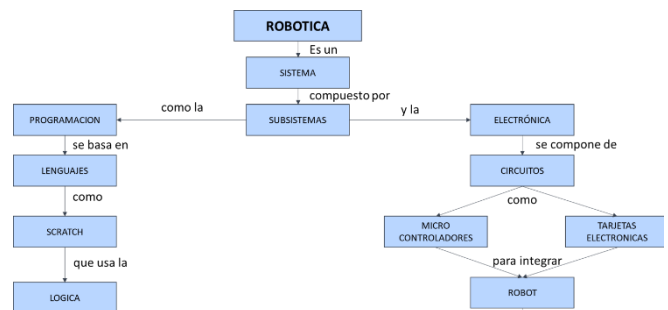 ROBOTICA
Es un
SISTEMA
compuesto por
como la
y la
PROGRAMACION
SUBSISTEMAS
ELECTRÓNICA
se basa en
se compone de
LENGUAJES
CIRCUITOS
como
como
SCRATCH
MICRO
CONTROLADORES
TARJETAS
ELECTRONICAS
que usa la
para integrar
LOGICA
ROBOT